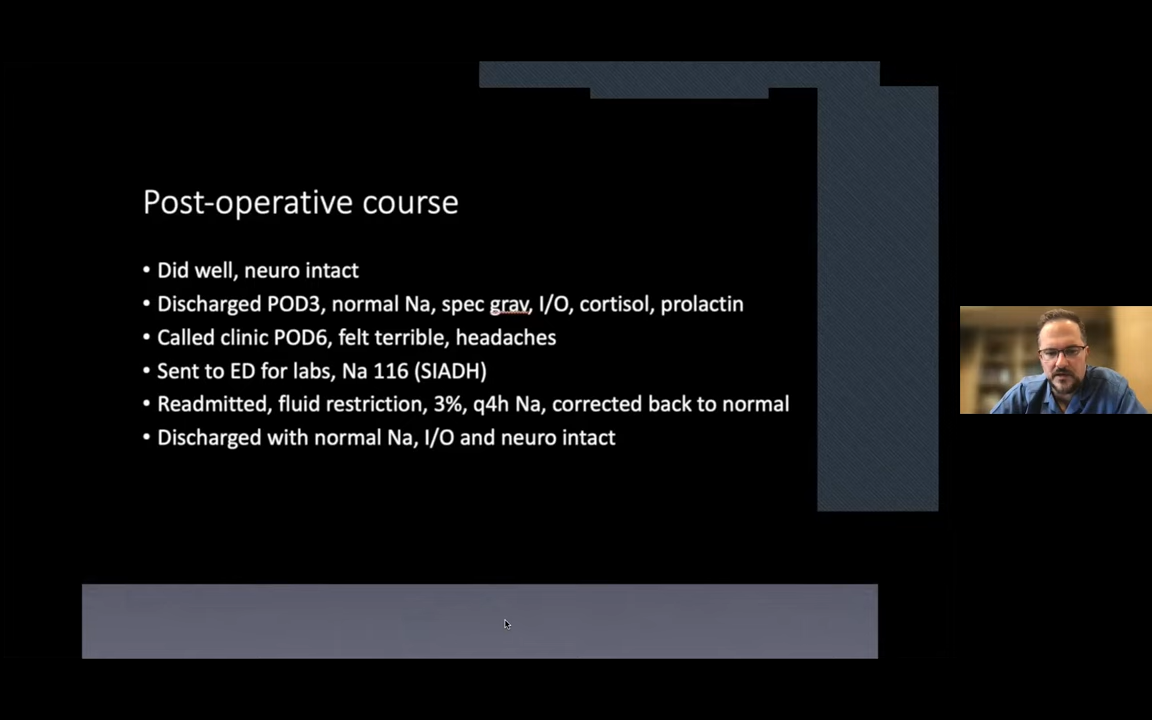 Post-operative course
• Did well, neuro intact
• Discharged POD3, normal Na, spec grav, I/O, cortisol, prolactin
• Called clinic POD6, felt terrible, headaches
• Sent to ED for labs, Na 116 (SIADH)
• Readmitted, fluid restriction, 3%, q4h Na, corrected back to normal
• Discharged with normal Na, I/O and neuro intact